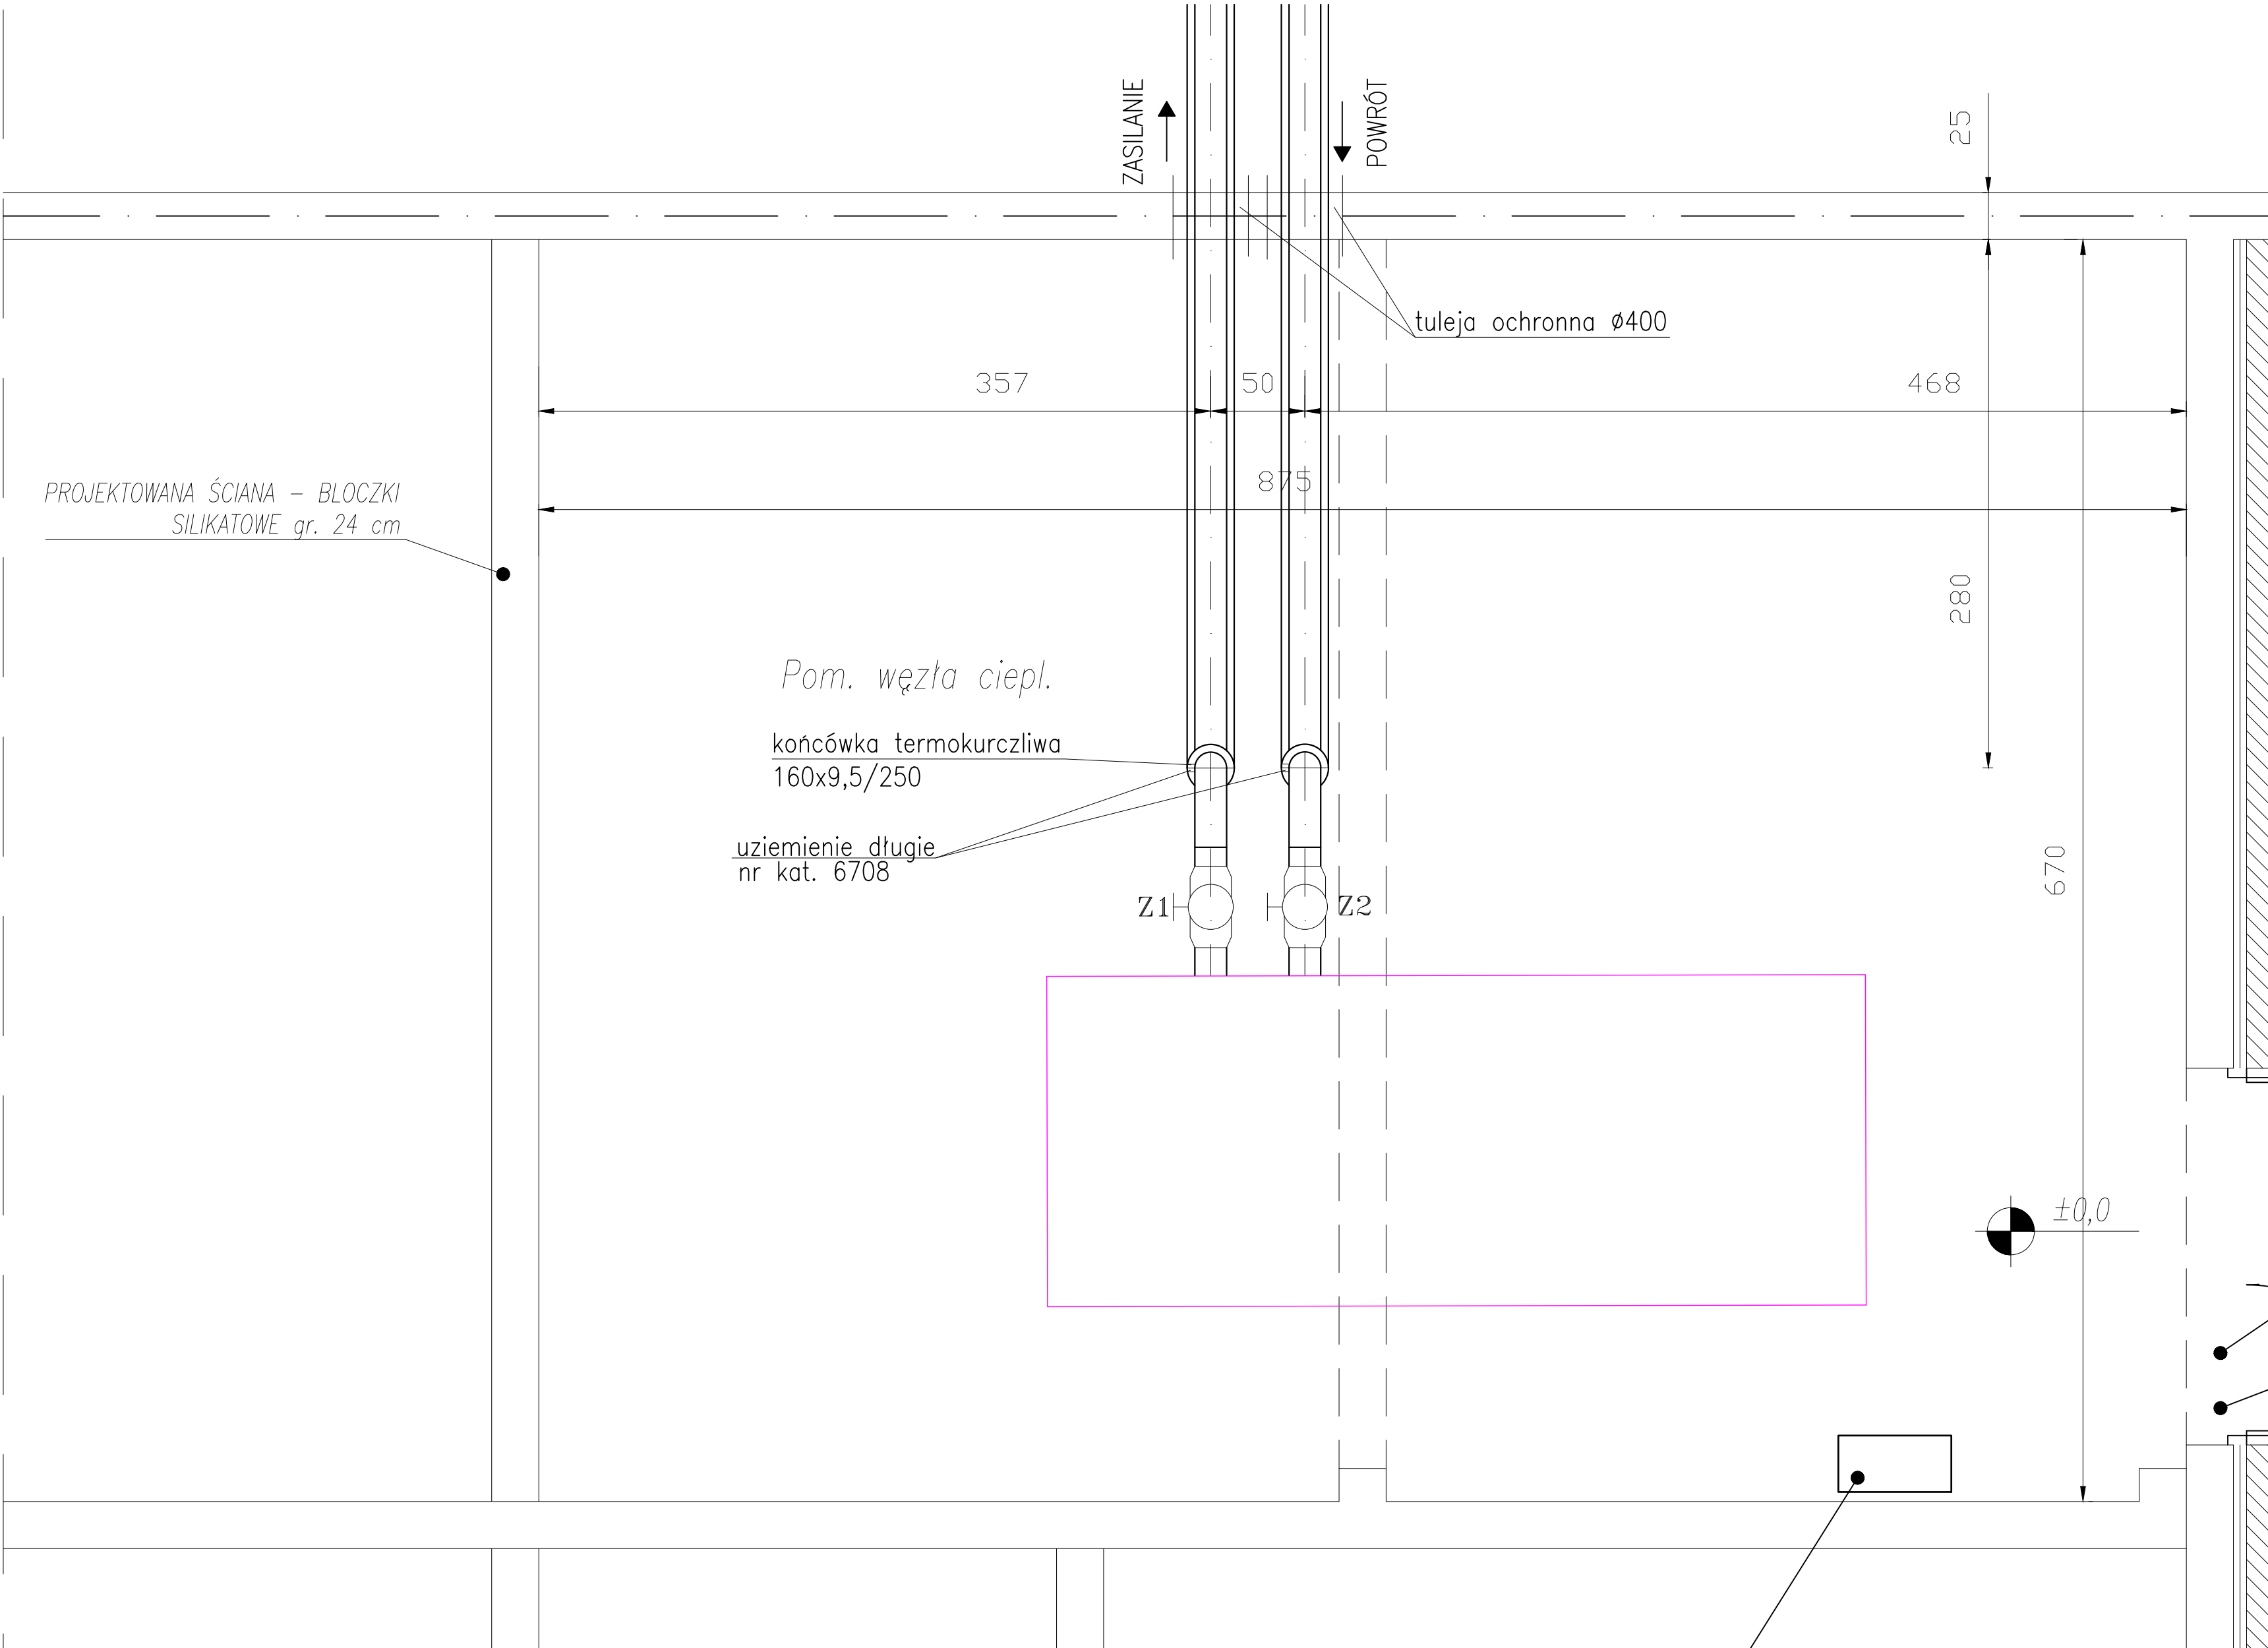 ZASILANIE
POWRÓT
25
tuleja ochronna ø400
357
50
468
875
PROJEKTOWANA ŚCIANA – BLOCZKI
SILIKATOWE gr. 24 cm
280
Pom. węzła ciepl.
końcówka termokurczliwa
160x9,5/250
uziemienie długie
nr kat. 6708
670
Z1
Z2
±0,0